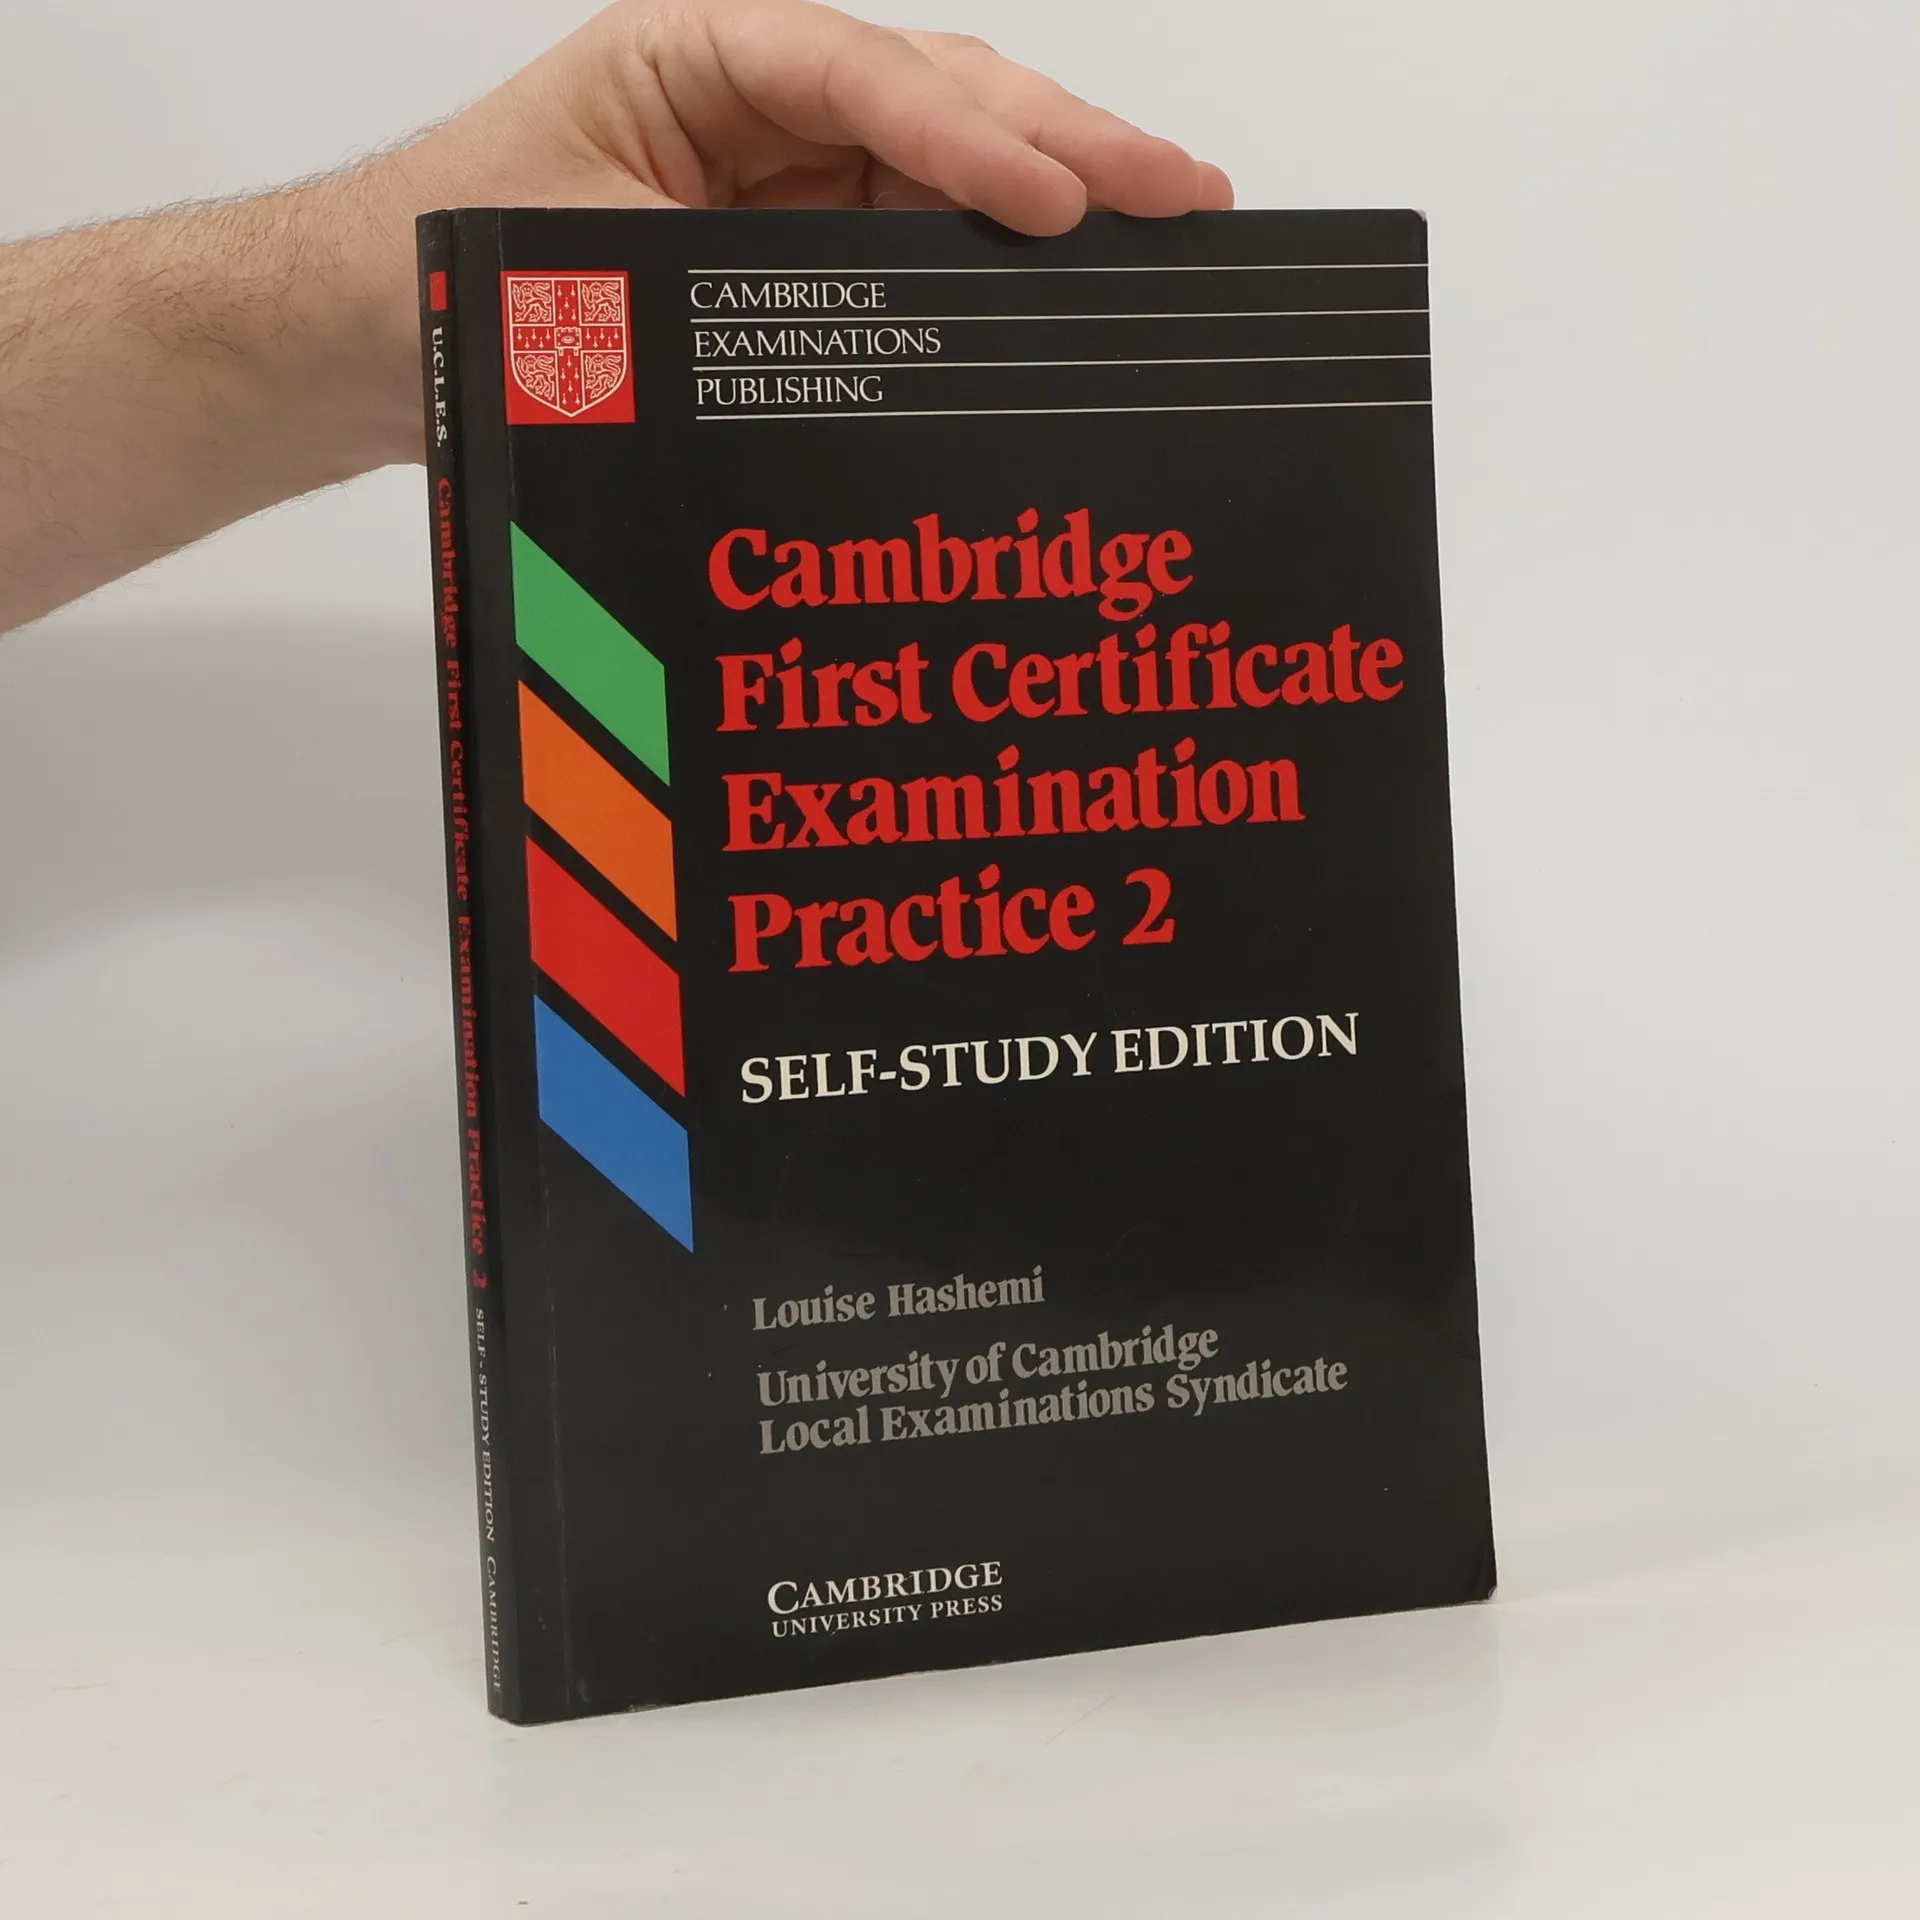 CAMBRIDGE
EXAMINATIONS
PUBLISHING
Cambridge
First Certificate
Examination
Practice 2
SELF-STUDY EDITION
Louise Hashemi
University of Cambridge
Local Examinations Syndicate
CAMBRIDGE
UNIVERSITY PRESS
U.C.L.E.S. Cambridge First Certificate Examination Practice 2 SELF-STUDY EDITION CAMBRIDGE